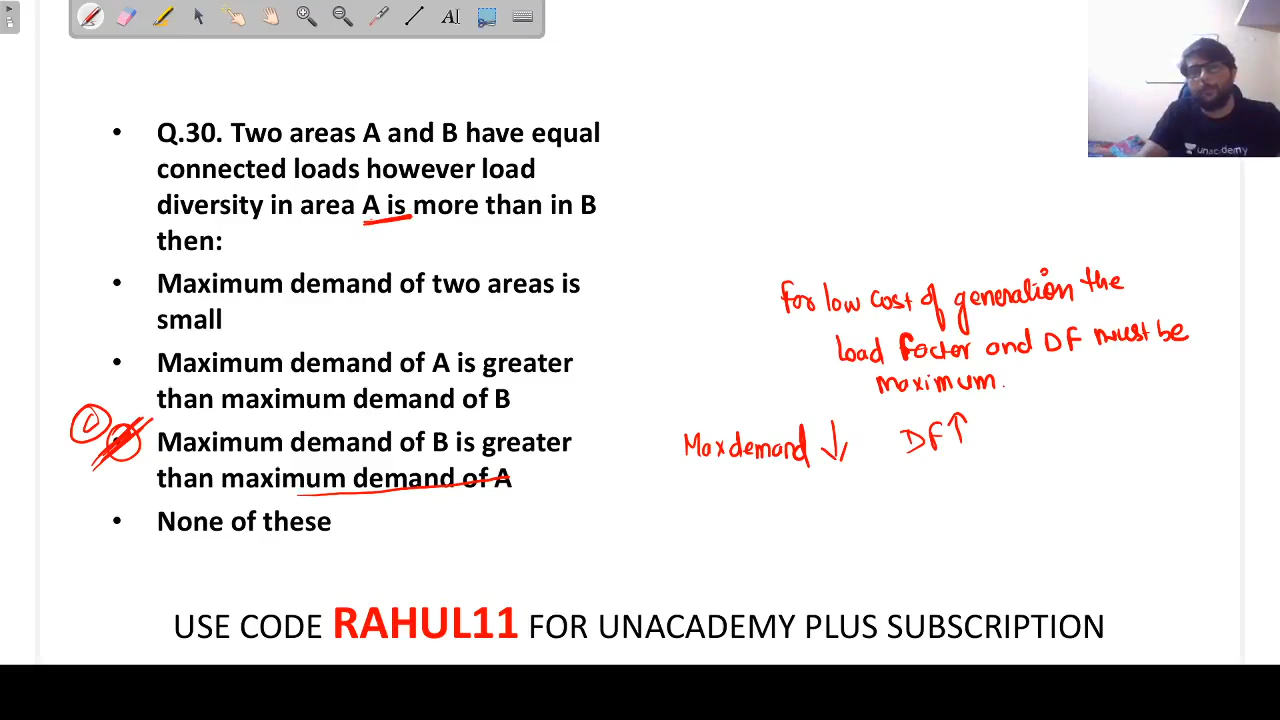 AI
• Q.30. Two areas A and B have equal
connected loads however load
diversity in area A is more than in B
then:
• Maximum demand of two areas is
small
• Maximum demand of A is greater
than maximum demand of B
• Maximum demand of B is greater
than maximum demand of A
• None of these
For low cost of generation the
load factor and DF must be
maximum.
Max demand ↓ DF↑
USE CODE RAHUL11 FOR UNACADEMY PLUS SUBSCRIPTION
unacademy